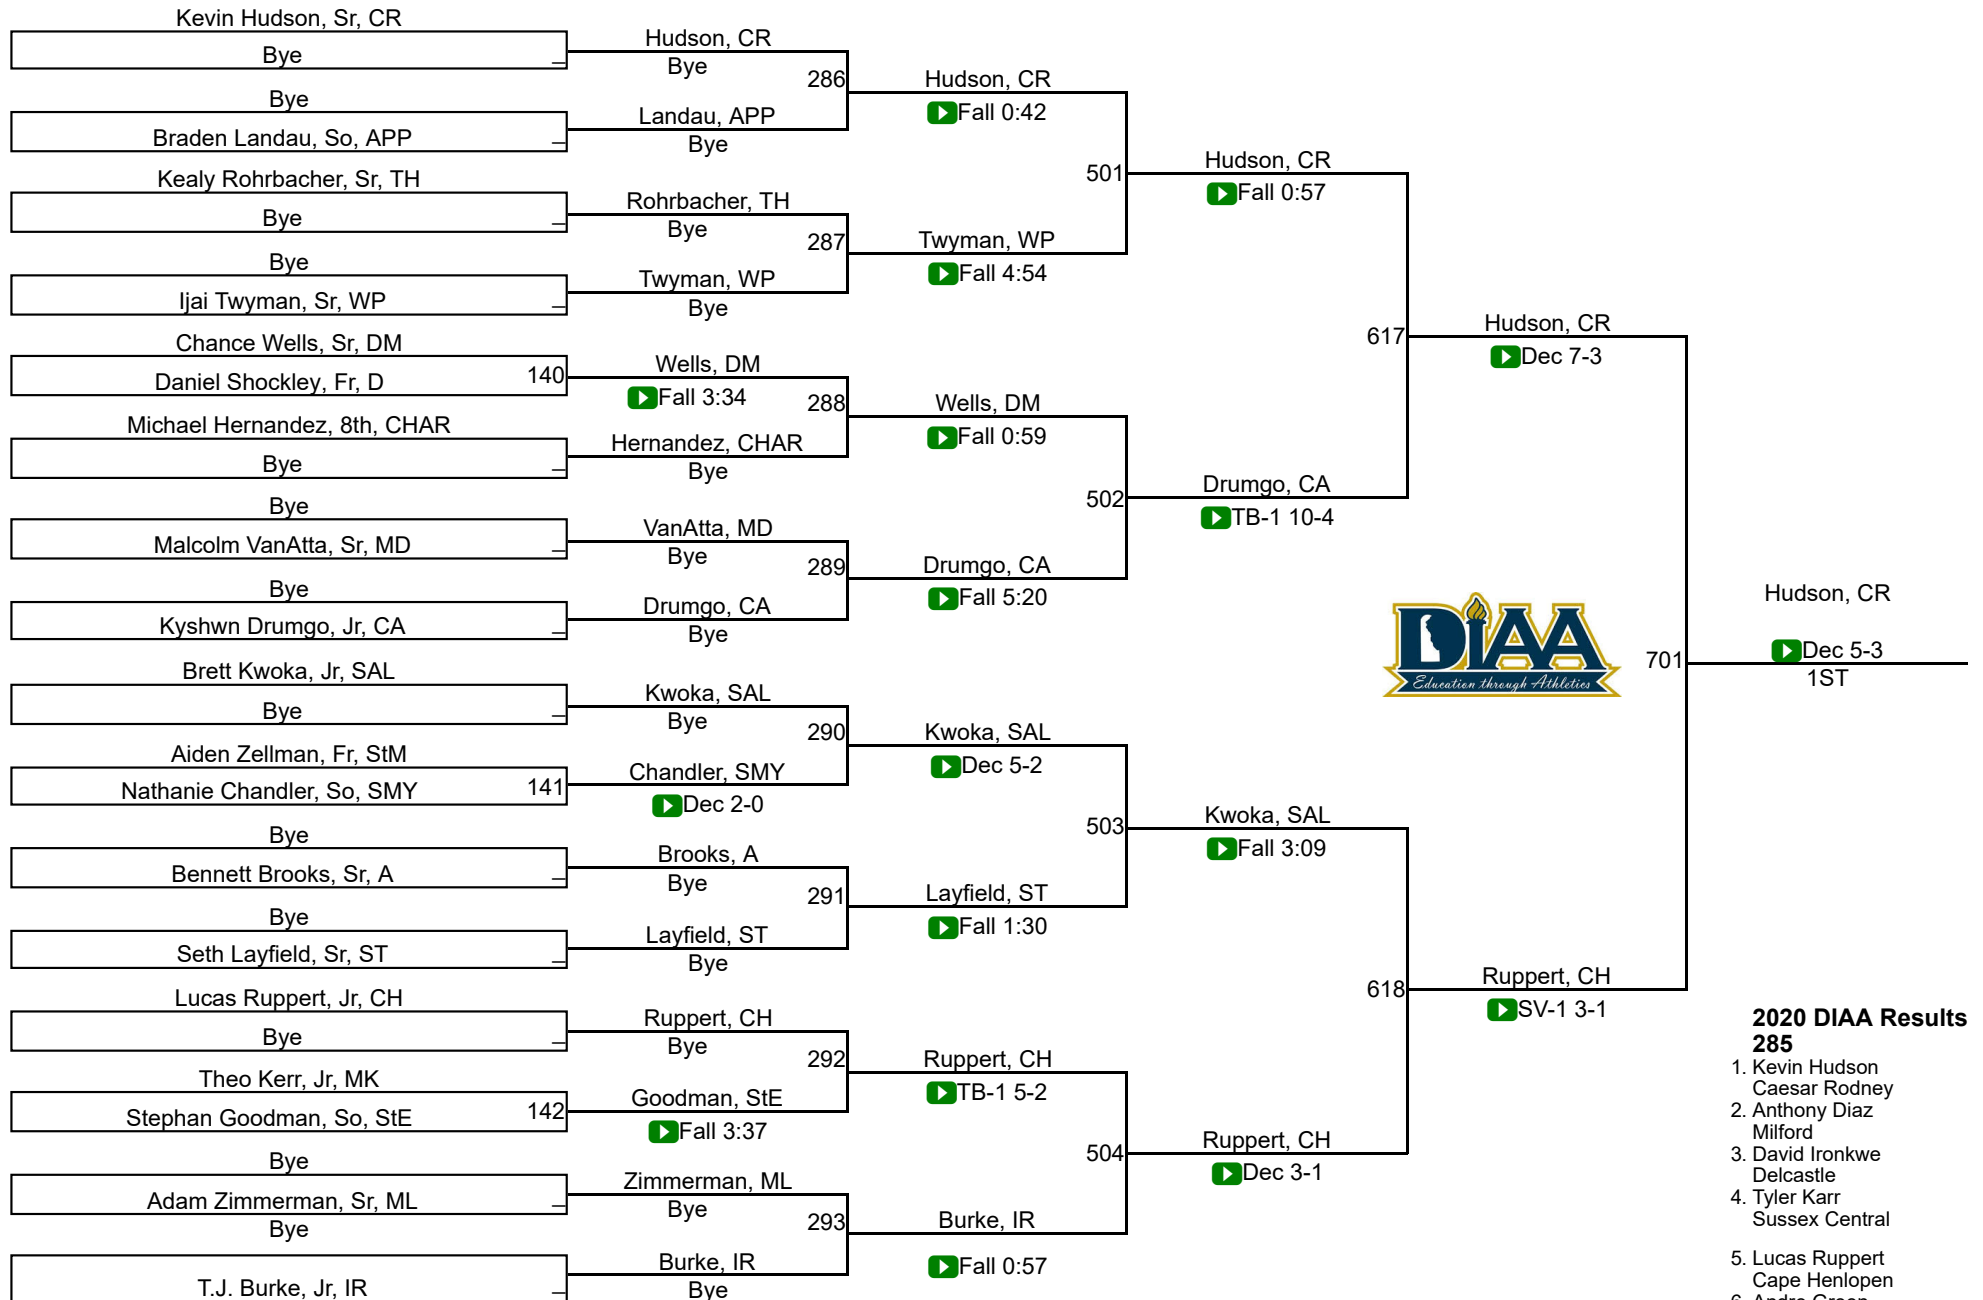 Kevin Hudson, Sr, CR
Bye
Bye
Braden Landau, So, APP
Kealy Rohrbacher, Sr, TH
Bye
Bye
Ijai Twyman, Sr, WP
Chance Wells, Sr, DM
Daniel Shockley, Fr, D
140
Michael Hernandez, 8th, CHAR
Bye
Bye
Malcolm VanAtta, Sr, MD
Bye
Kyshwn Drumgo, Jr, CA
Brett Kwoka, Jr, SAL
Bye
Aiden Zellman, Fr, StM
Nathanie Chandler, So, SMY
141
Bye
Bennett Brooks, Sr, A
Bye
Seth Layfield, Sr, ST
Lucas Ruppert, Jr, CH
Bye
Theo Kerr, Jr, MK
Stephan Goodman, So, StE
142
Bye
Adam Zimmerman, Sr, ML
Bye
T.J. Burke, Jr, IR
Hudson, CR
Bye
286
Landau, APP
Bye
Rohrbacher, TH
Bye
287
Twyman, WP
Bye
Wells, DM
Fall 3:34
288
Hernandez, CHAR
Bye
VanAtta, MD
Bye
289
Drumgo, CA
Bye
Kwoka, SAL
Bye
290
Chandler, SMY
Dec 2-0
Brooks, A
Bye
291
Layfield, ST
Bye
Ruppert, CH
Bye
292
Goodman, StE
Fall 3:37
Zimmerman, ML
Bye
293
Burke, IR
Bye
Hudson, CR
Fall 0:42
501
Twyman, WP
Fall 4:54
Wells, DM
Fall 0:59
502
Drumgo, CA
Fall 5:20
Kwoka, SAL
Dec 5-2
503
Layfield, ST
Fall 1:30
Ruppert, CH
TB-1 5-2
504
Burke, IR
Fall 0:57
Hudson, CR
Fall 0:57
617
Drumgo, CA
TB-1 10-4
Kwoka, SAL
Fall 3:09
618
Ruppert, CH
Dec 3-1
Hudson, CR
Dec 7-3
DIAA
Education through Athletics
701
Ruppert, CH
SV-1 3-1
Hudson, CR
Dec 5-3
1ST
2020 DIAA Results
285
1. Kevin Hudson
Caesar Rodney
2. Anthony Diaz
Milford
3. David Ironkwe
Delcastle
4. Tyler Karr
Sussex Central
5. Lucas Ruppert
Cape Henlopen
6. Andre Green